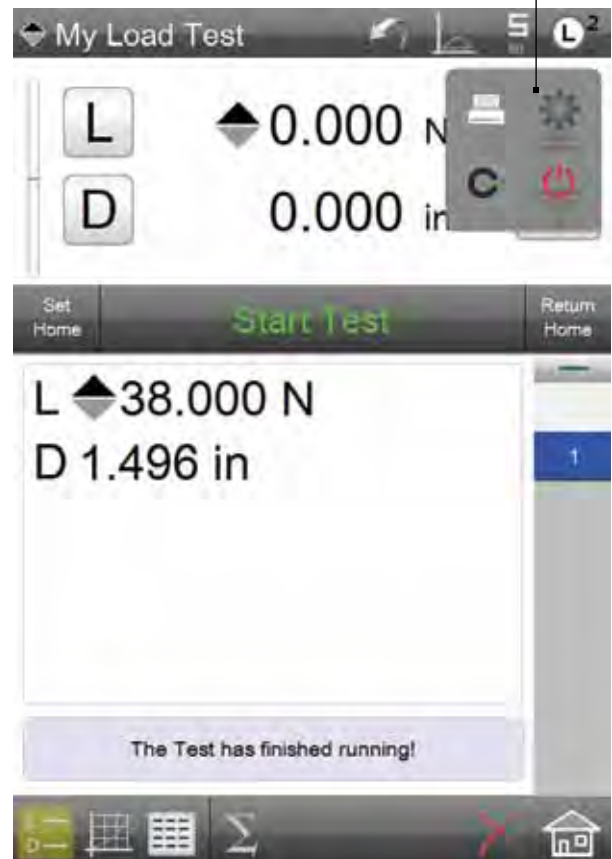 My Load Test
S
L2
L 0.000 N
C
D 0.000 in
Set Home
Start Test
Return Home
L 38.000 N
D 1.496 in
1
The Test has finished running!
L
D
Σ